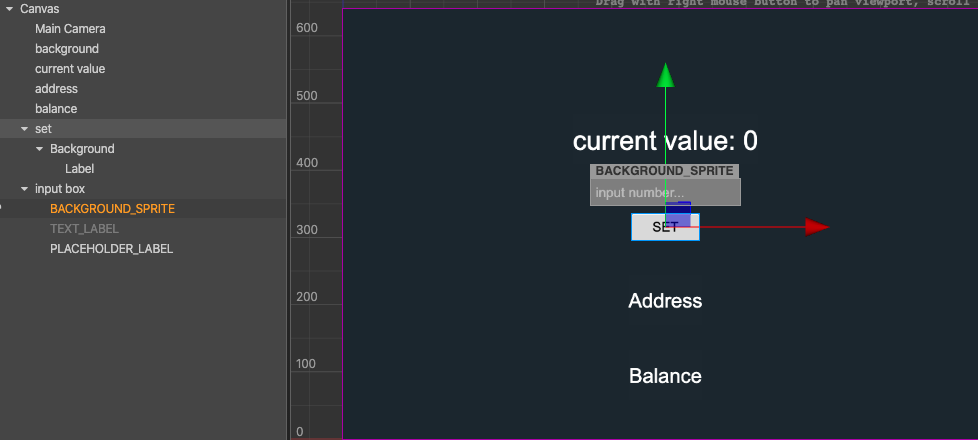 Canvas
Main Camera
background
current value
address
balance
set
Background
Label
input box
BACKGROUND_SPRITE
TEXT_LABEL
PLACEHOLDER_LABEL
Drag with right mouse button to pan viewport, scroll
600
500
400
300
200
100
0
current value: 0
BACKGROUND_SPRITE
input number...
SET
Address
Balance